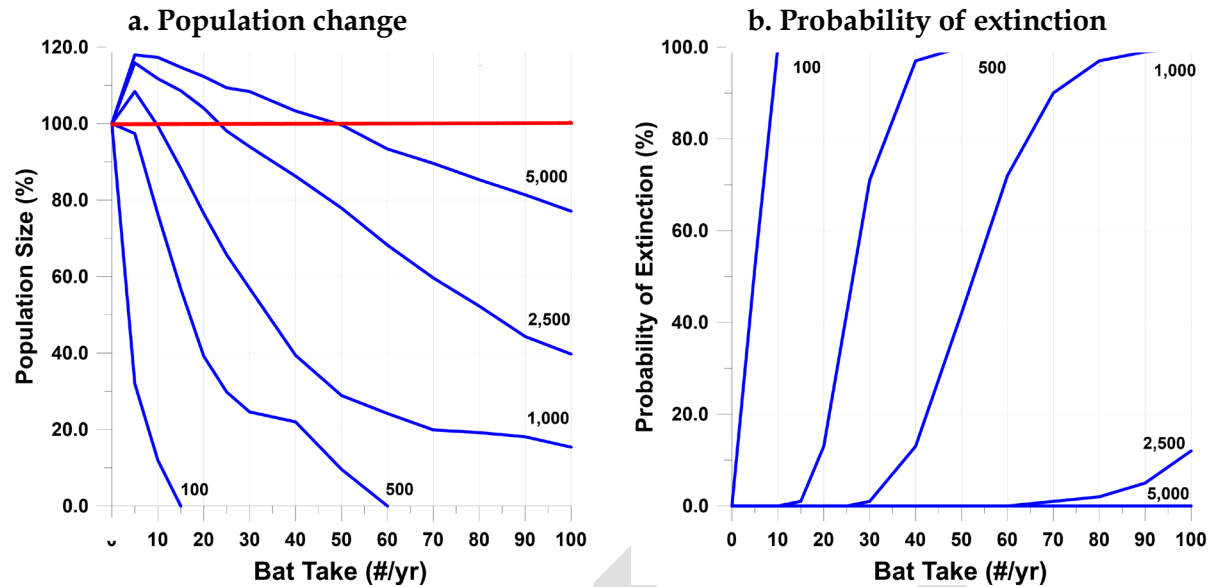 a. Population change
120.0
100.0
80.0
60.0
40.0
20.0
0.0
Population Size (%)
5,000
2,500
1,000
500
100
10 20 30 40 50 60 70 80 90 100
Bat Take (#/yr)
b. Probability of extinction
100.0
80.0
60.0
40.0
20.0
0.0
Probability of Extinction (%)
100
500
1,000
2,500
5,000
0 10 20 30 40 50 60 70 80 90 100
Bat Take (#/yr)